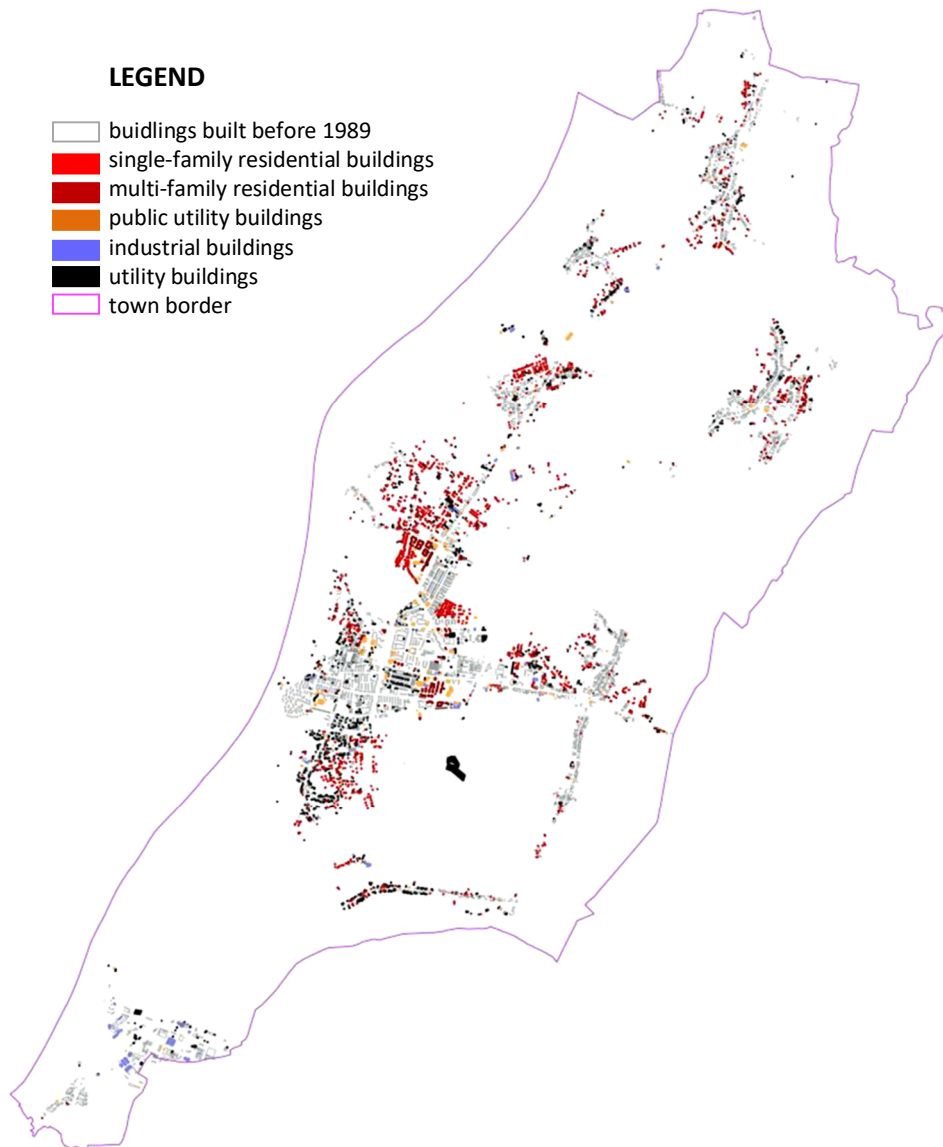 LEGEND
buidlings built before 1989
single-family residential buildings
multi-family residential buildings
public utility buildings
industrial buildings
utility buildings
town border